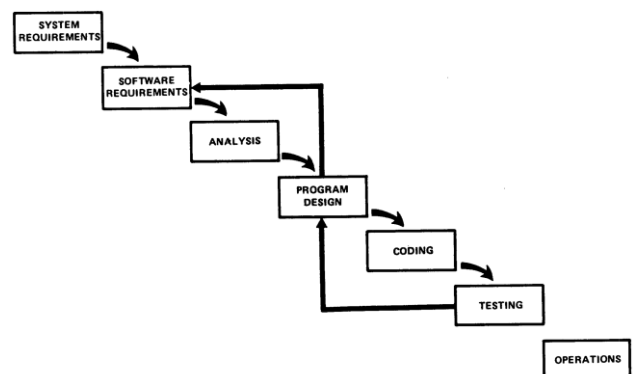 SYSTEM
REQUIREMENTS
SOFTWARE
REQUIREMENTS
ANALYSIS
PROGRAM
DESIGN
CODING
TESTING
OPERATIONS